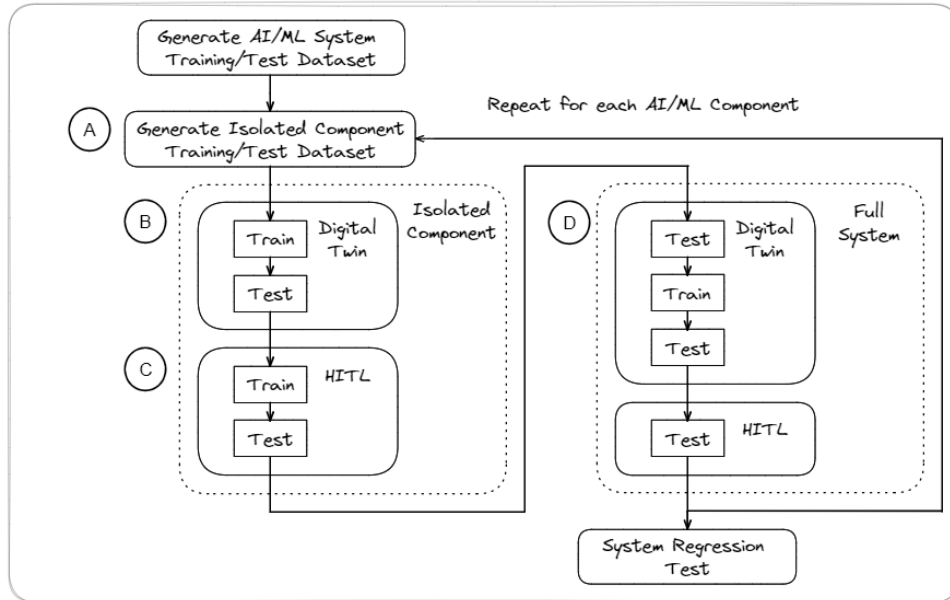 Generate AI/ML System
Training/Test Dataset
Repeat for each AI/ML Component
A
Generate Isolated Component
Training/Test Dataset
B
Isolated
Component
Digital
Twin
Train
Test
C
HITL
Train
Test
D
Full
System
Digital
Twin
Test
Train
Test
HITL
Test
System Regression
Test